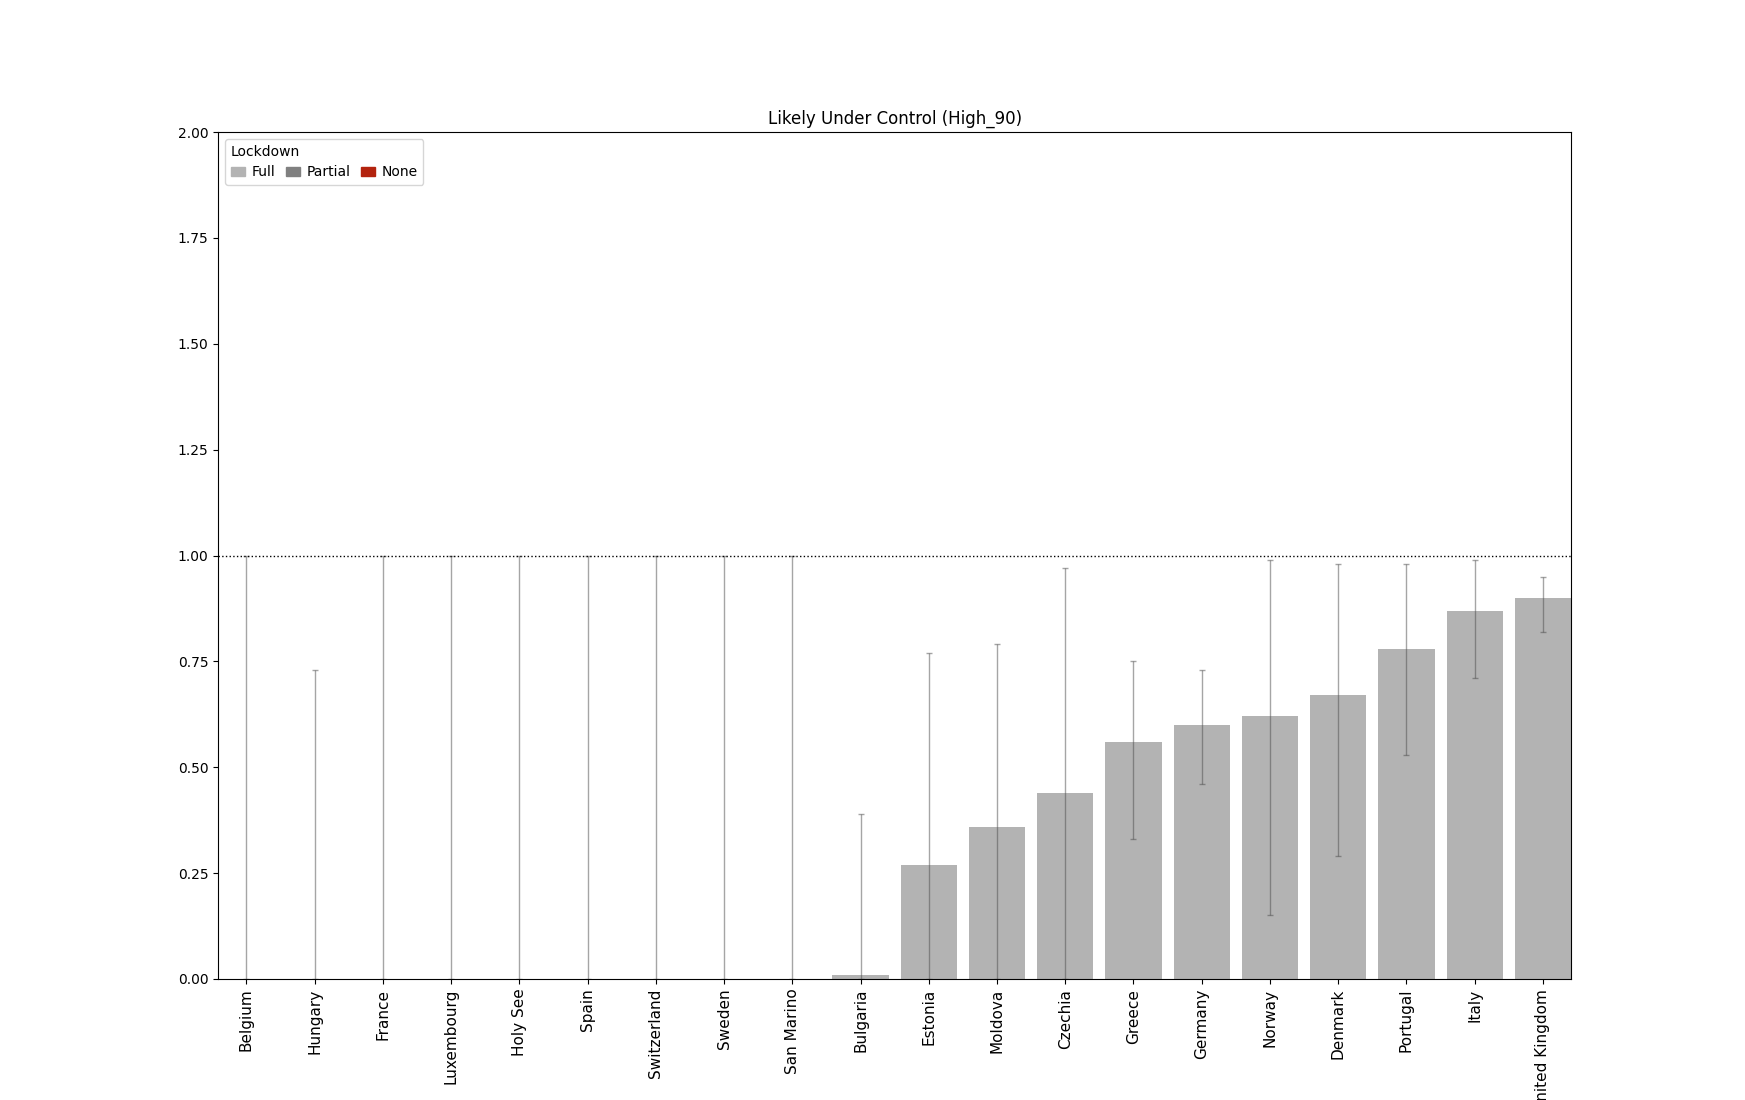 Likely Under Control (High_90)
2.00
1.75
1.50
1.25
1.00
0.75
0.50
0.25
0.00
Lockdown
Full Partial None
Belgium
Hungary
France
Luxembourg
Holy See
Spain
Switzerland
Sweden
San Marino
Bulgaria
Estonia
Moldova
Czechia
Greece
Germany
Norway
Denmark
Portugal
Italy
nited Kingdom